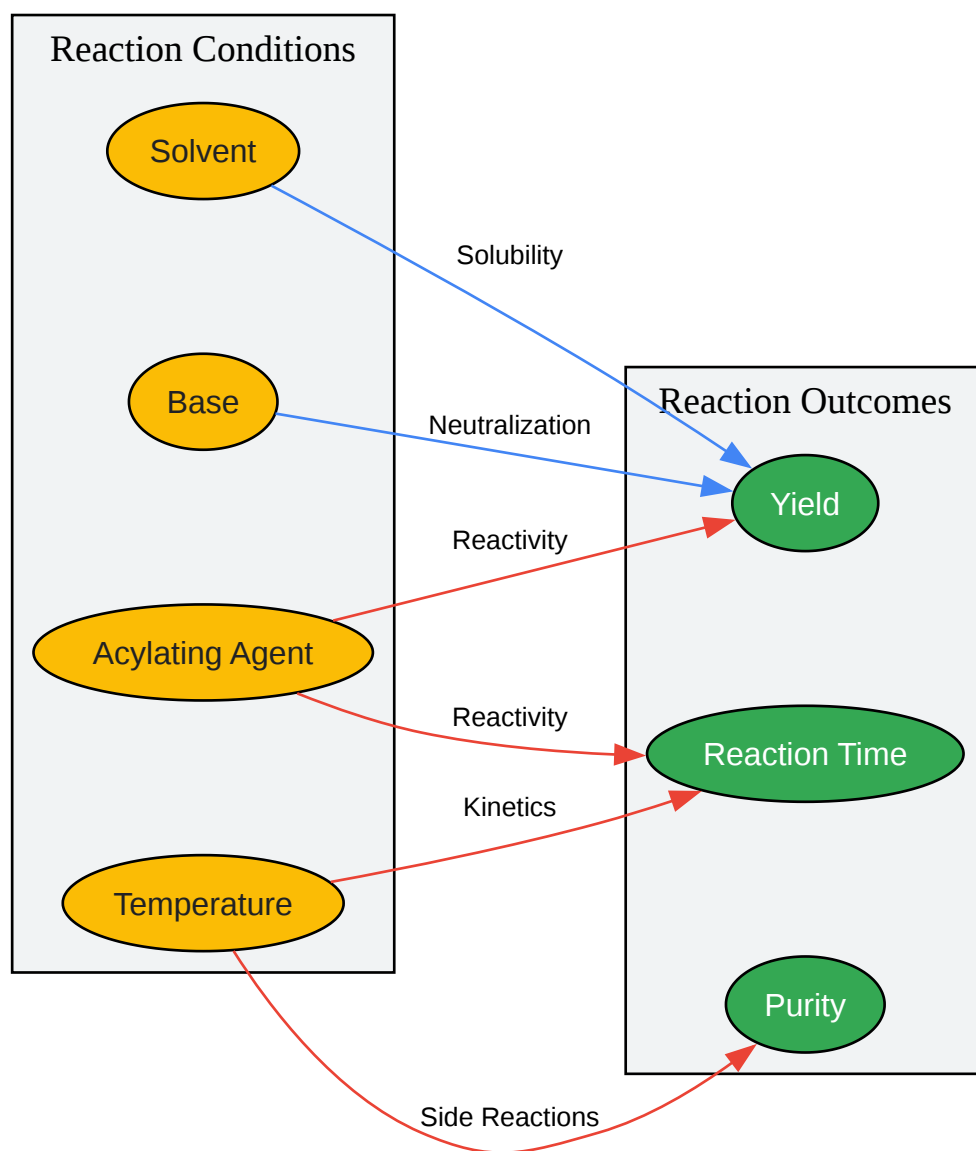 Reaction Conditions
Solvent
Solubility
Base
Neutralization
Reaction Outcomes
Yield
Reactivity
Acylating Agent
Reactivity
Reaction Time
Kinetics
Temperature
Purity
Side Reactions